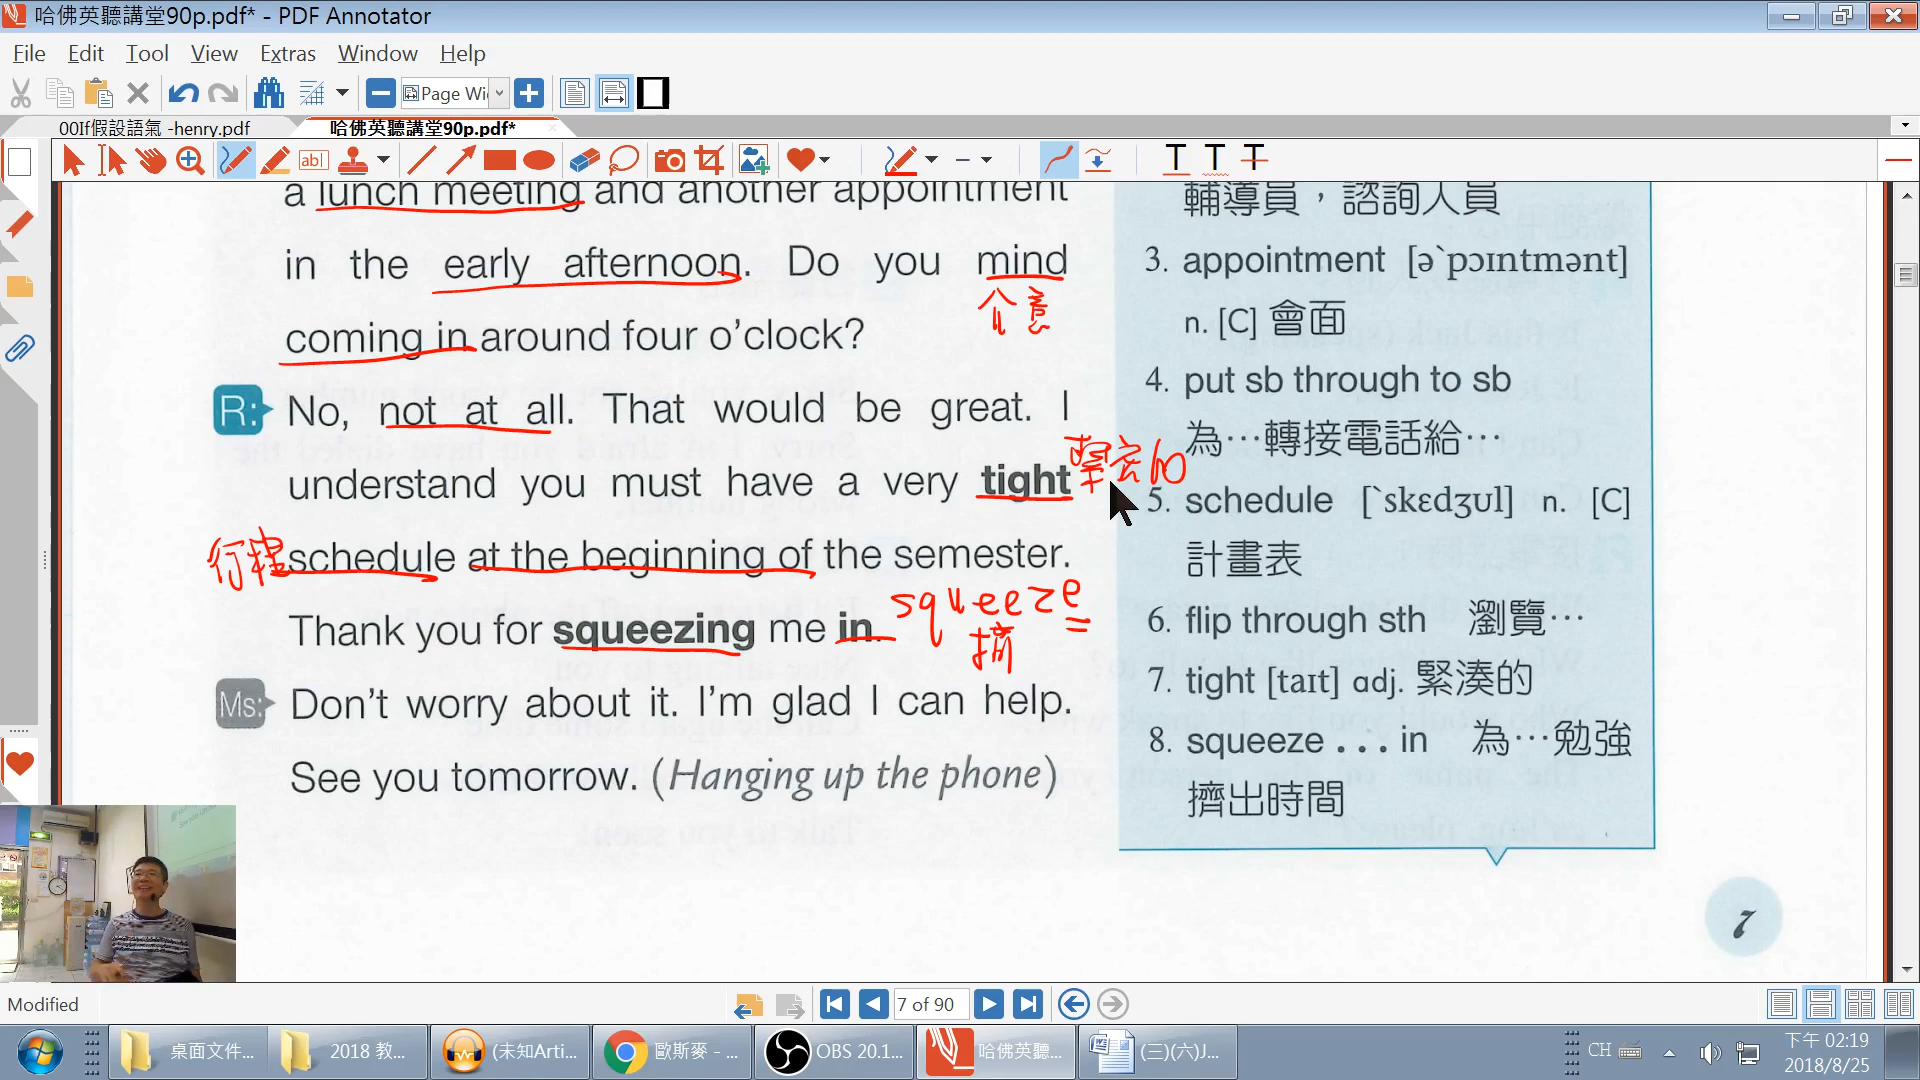 哈佛英聽講堂90p.pdf* - PDF Annotator
File Edit Tool View Extras Window Help
Page Wi
00If假設語氣 -henry.pdf
哈佛英聽講堂90p.pdf*
ab|
T T T
a lunch meeting and another appointment
in the early afternoon. Do you mind
介意
coming in around four o'clock?
R: No, not at all. That would be great. I
understand you must have a very tight
行程 schedule at the beginning of the semester.
squeeze
Thank you for squeezing me in.
擠
Ms: Don't worry about it. I'm glad I can help.
See you tomorrow. (Hanging up the phone)
輔導員，諮詢人員
3. appointment [ə`pɔɪntmənt]
n. [C] 會面
4. put sb through to sb
為…轉接電話給…
5. schedule [`skɛdʒʊl] n. [C]
計畫表
6. flip through sth 瀏覽…
7. tight [taɪt] adj. 緊湊的
8. squeeze . . . in 為…勉強
擠出時間
7
Modified
7 of 90
桌面文件...
2018 教...
(未知Arti...
歐斯麥 - ...
OBS 20.1...
哈佛英聽...
(三)(六)J...
CH
下午 02:19
2018/8/25